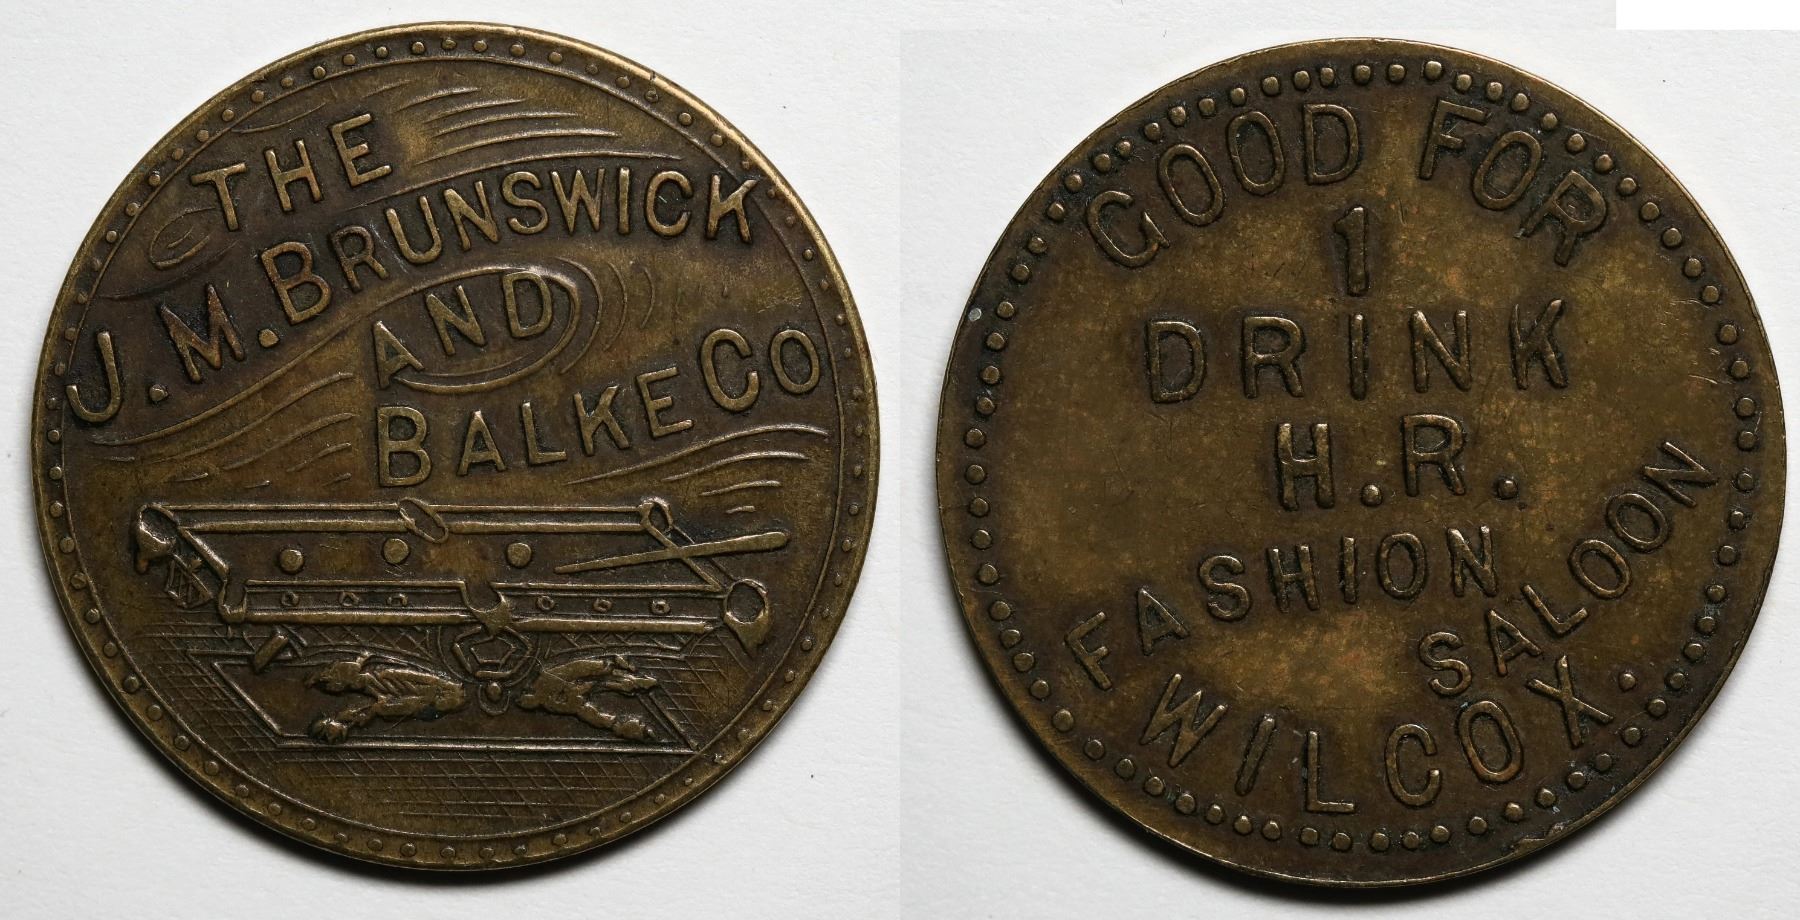 THE
J.M. BRUNSWICK
AND
BALKE CO
GOOD FOR
1
DRINK
H.R.
FASHION
SALOON
WILCOX.